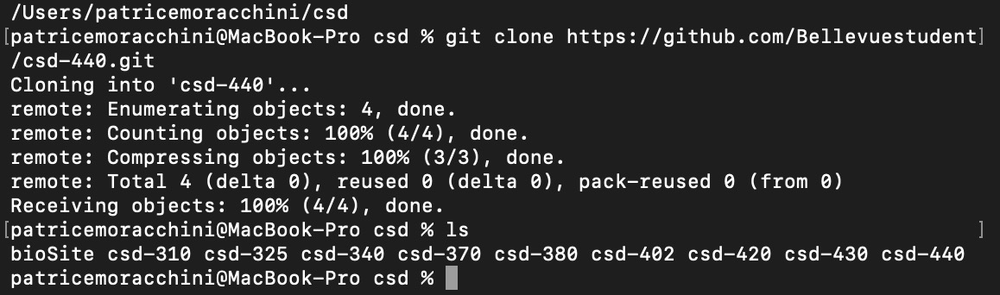 /Users/patricemoracchini/csd
[patricemoracchini@MacBook-Pro csd % git clone https://github.com/Bellevuestudent]
/csd-440.git
Cloning into 'csd-440'...
remote: Enumerating objects: 4, done.
remote: Counting objects: 100% (4/4), done.
remote: Compressing objects: 100% (3/3), done.
remote: Total 4 (delta 0), reused 0 (delta 0), pack-reused 0 (from 0)
Receiving objects: 100% (4/4), done.
[patricemoracchini@MacBook-Pro csd % ls ]
bioSite csd-310 csd-325 csd-340 csd-370 csd-380 csd-402 csd-420 csd-430 csd-440
patricemoracchini@MacBook-Pro csd %